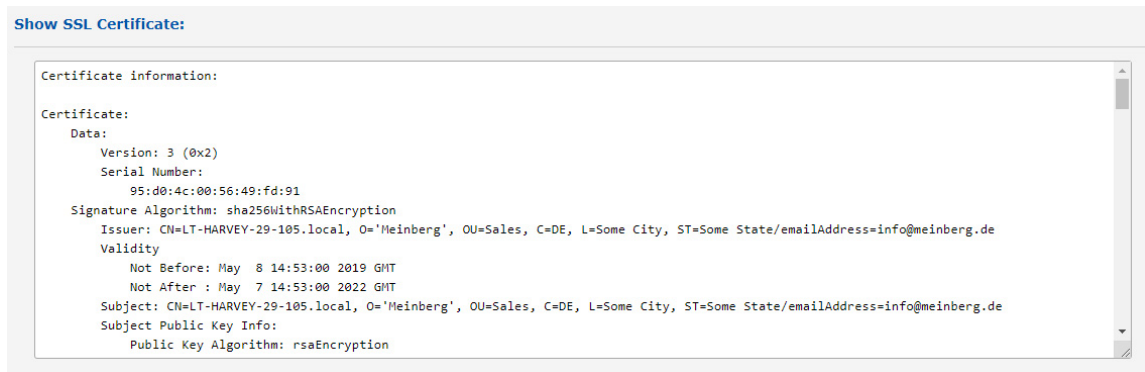 Show SSL Certificate:
Certificate information:
Certificate:
Data:
Version: 3 (0x2)
Serial Number:
95:d0:4c:00:56:49:fd:91
Signature Algorithm: sha256WithRSAEncryption
Issuer: CN=LT-HARVEY-29-105.local, O='Meinberg', OU=Sales, C=DE, L=Some City, ST=Some State/emailAddress=info@meinberg.de
Validity
Not Before: May  8 14:53:00 2019 GMT
Not After : May  7 14:53:00 2022 GMT
Subject: CN=LT-HARVEY-29-105.local, O='Meinberg', OU=Sales, C=DE, L=Some City, ST=Some State/emailAddress=info@meinberg.de
Subject Public Key Info:
Public Key Algorithm: rsaEncryption